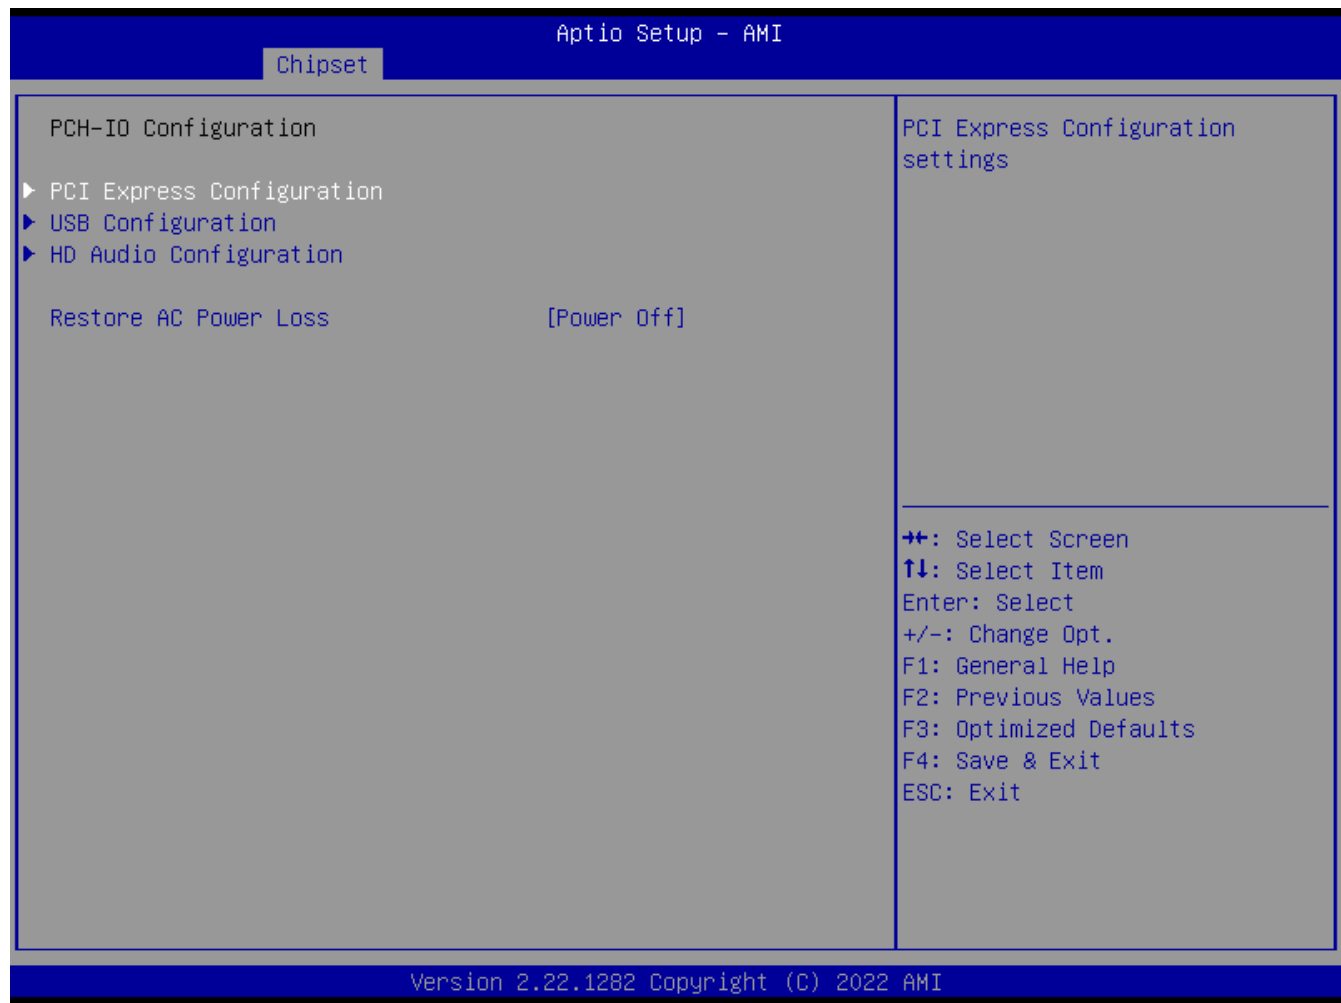 Aptio Setup – AMI
Chipset
PCH-IO Configuration
▶ PCI Express Configuration
▶ USB Configuration
▶ HD Audio Configuration
Restore AC Power Loss [Power Off]
PCI Express Configuration
settings
→←: Select Screen
↑↓: Select Item
Enter: Select
+/-: Change Opt.
F1: General Help
F2: Previous Values
F3: Optimized Defaults
F4: Save & Exit
ESC: Exit
Version 2.22.1282 Copyright (C) 2022 AMI